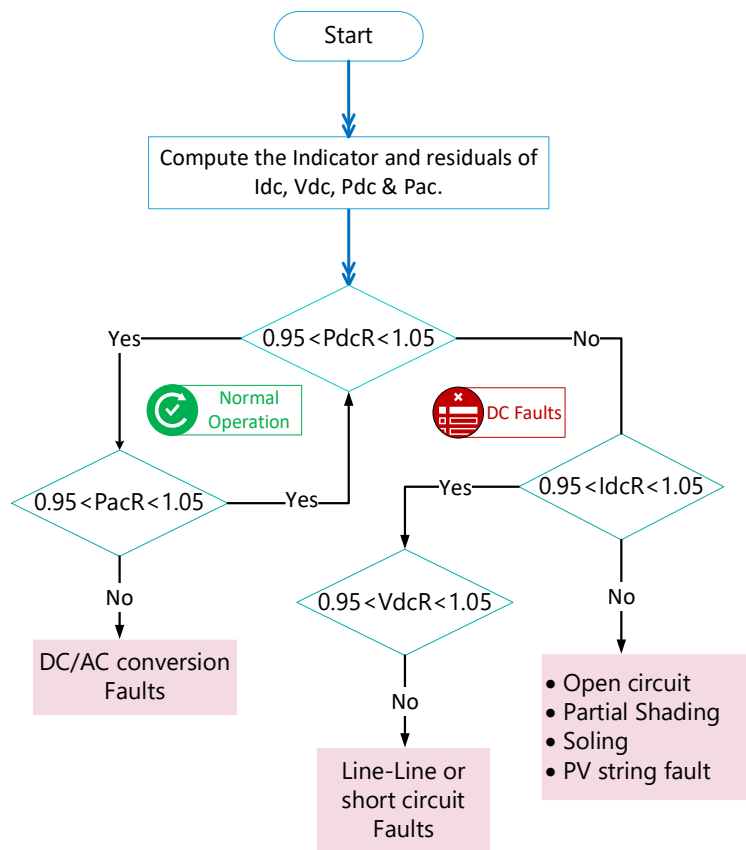 Start
Compute the Indicator and residuals of
Idc, Vdc, Pdc & Pac.
0.95<PdcR<1.05
Yes
No
Normal
Operation
DC Faults
0.95<PacR<1.05
Yes
Yes
0.95<IdcR<1.05
No
0.95<VdcR<1.05
No
DC/AC conversion
Faults
No
• Open circuit
• Partial Shading
• Soling
• PV string fault
Line-Line or
short circuit
Faults